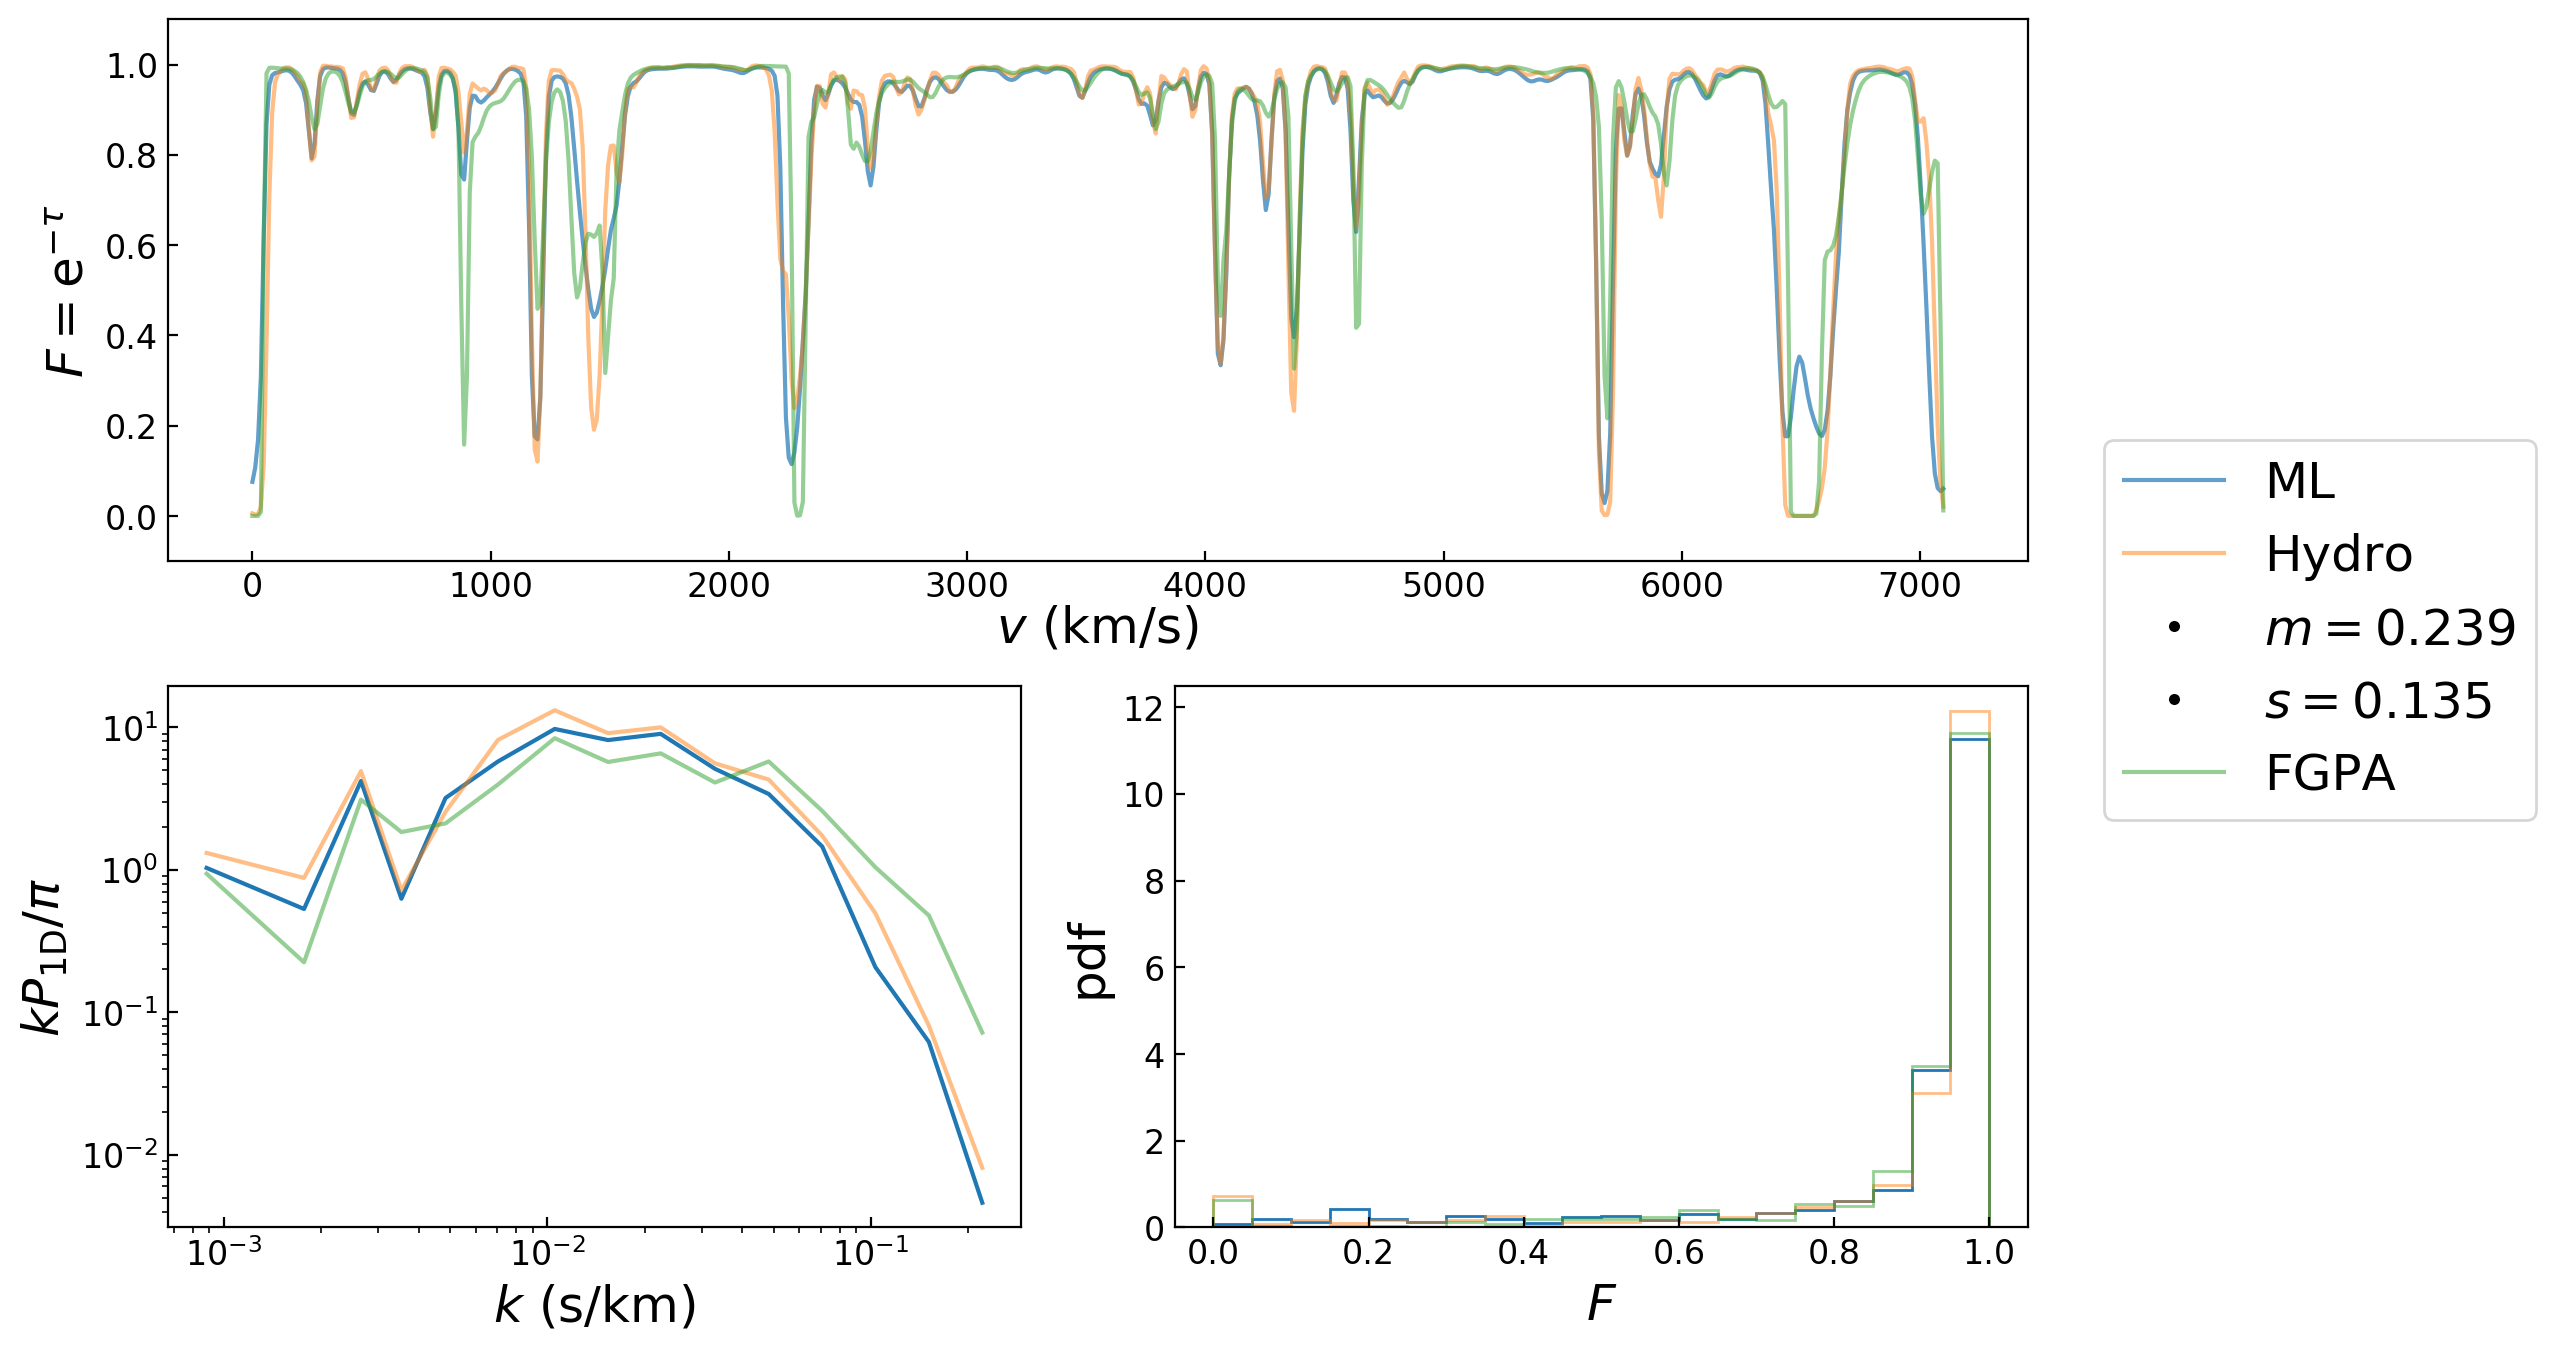 1.0
0.8
0.6
0.4
0.2
0.0
F = e^{−τ}
0 1000 2000 3000 4000 5000 6000 7000
v (km/s)
ML
Hydro
m = 0.239
s = 0.135
FGPA
10^1
10^0
10^{−1}
10^{−2}
kP_{1D}/π
10^{−3} 10^{−2} 10^{−1}
k (s/km)
12
10
8
6
4
2
0
pdf
0.0 0.2 0.4 0.6 0.8 1.0
F